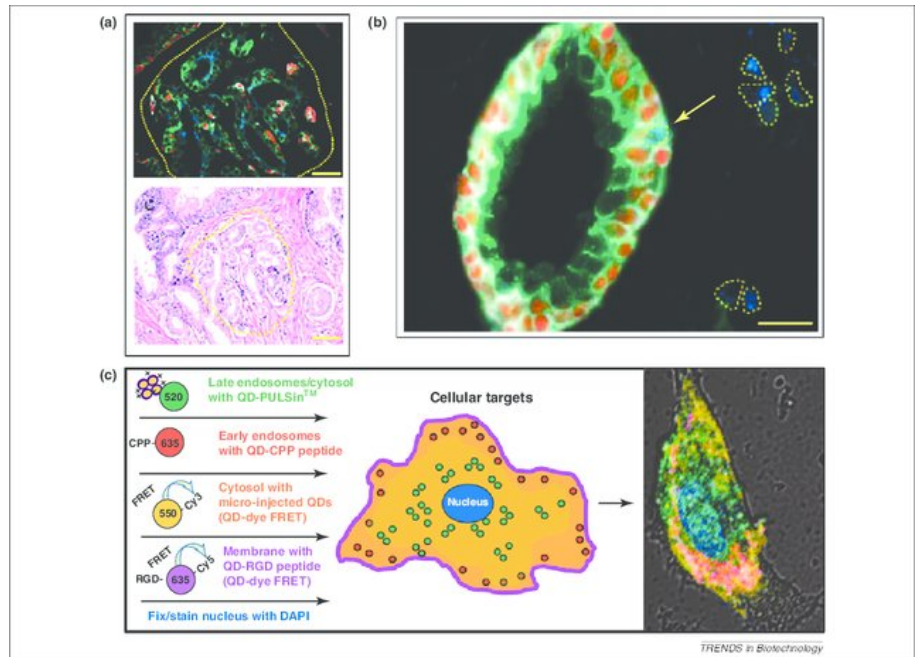 (a)
(b)
(c)
520
Late endosomes/cytosol
with QD-PULSin™
CPP-
635
Early endosomes
with QD-CPP peptide
FRET
550
Cy3
Cytosol with
micro-injected QDs
(QD-dye FRET)
FRET
RGD-
635
Cy5
Membrane with
QD-RGD peptide
(QD-dye FRET)
Fix/stain nucleus with DAPI
Cellular targets
Nucleus
TRENDS in Biotechnology